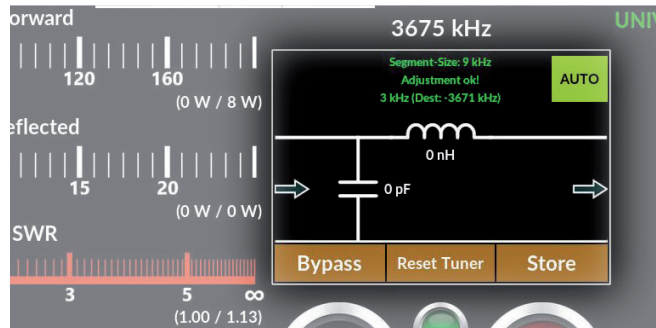 orward
120 160
(0 W / 8 W)
eflected
15 20
(0 W / 0 W)
SWR
3 5 ∞
(1.00 / 1.13)
3675 kHz
UNIV
Segment-Size: 9 kHz
Adjustment ok!
3 kHz (Dest: -3671 kHz)
AUTO
0 nH
0 pF
Bypass Reset Tuner Store